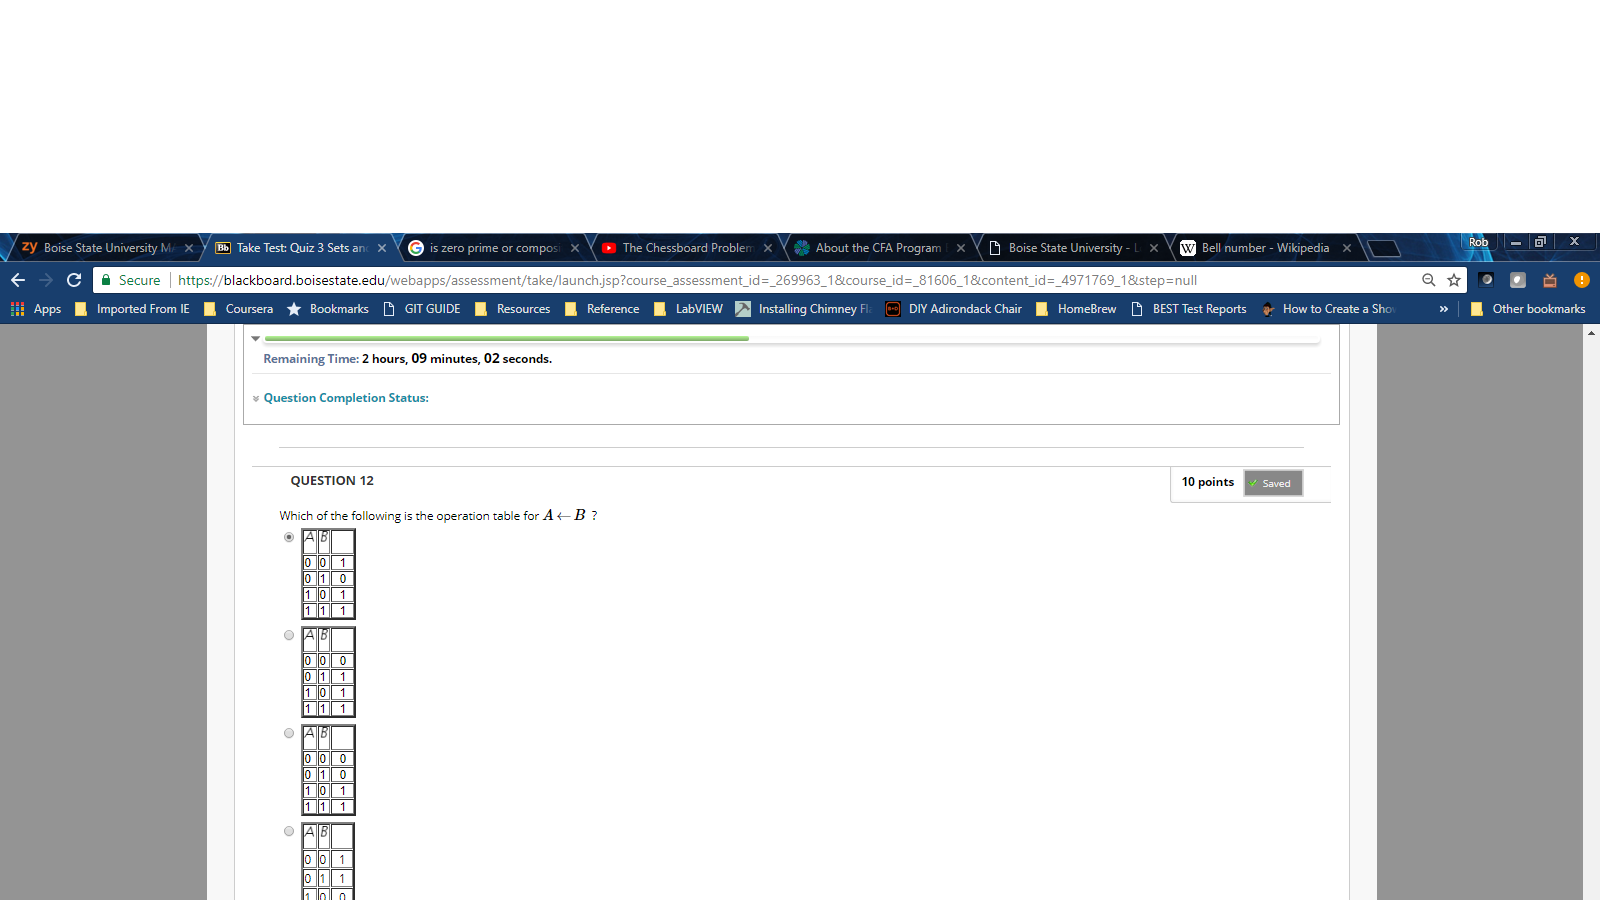 zy Boise State University M
Bb Take Test: Quiz 3 Sets an
is zero prime or compos
The Chessboard Problem
About the CFA Program
Boise State University - L
W Bell number - Wikipedia
Rob
Secure https://blackboard.boisestate.edu/webapps/assessment/take/launch.jsp?course_assessment_id=_269963_1&course_id=_81606_1&content_id=_4971769_1&step=null
Apps Imported From IE Coursera Bookmarks GIT GUIDE Resources Reference LabVIEW Installing Chimney Fl DIY Adirondack Chair HomeBrew BEST Test Reports How to Create a Sho » Other bookmarks
Remaining Time: 2 hours, 09 minutes, 02 seconds.
Question Completion Status:
QUESTION 12
10 points Saved
Which of the following is the operation table for A ← B ?
A B
0 0 1
0 1 0
1 0 1
1 1 1
A B
0 0 0
0 1 1
1 0 1
1 1 1
A B
0 0 0
0 1 0
1 0 1
1 1 1
A B
0 0 1
0 1 1
1 0 0